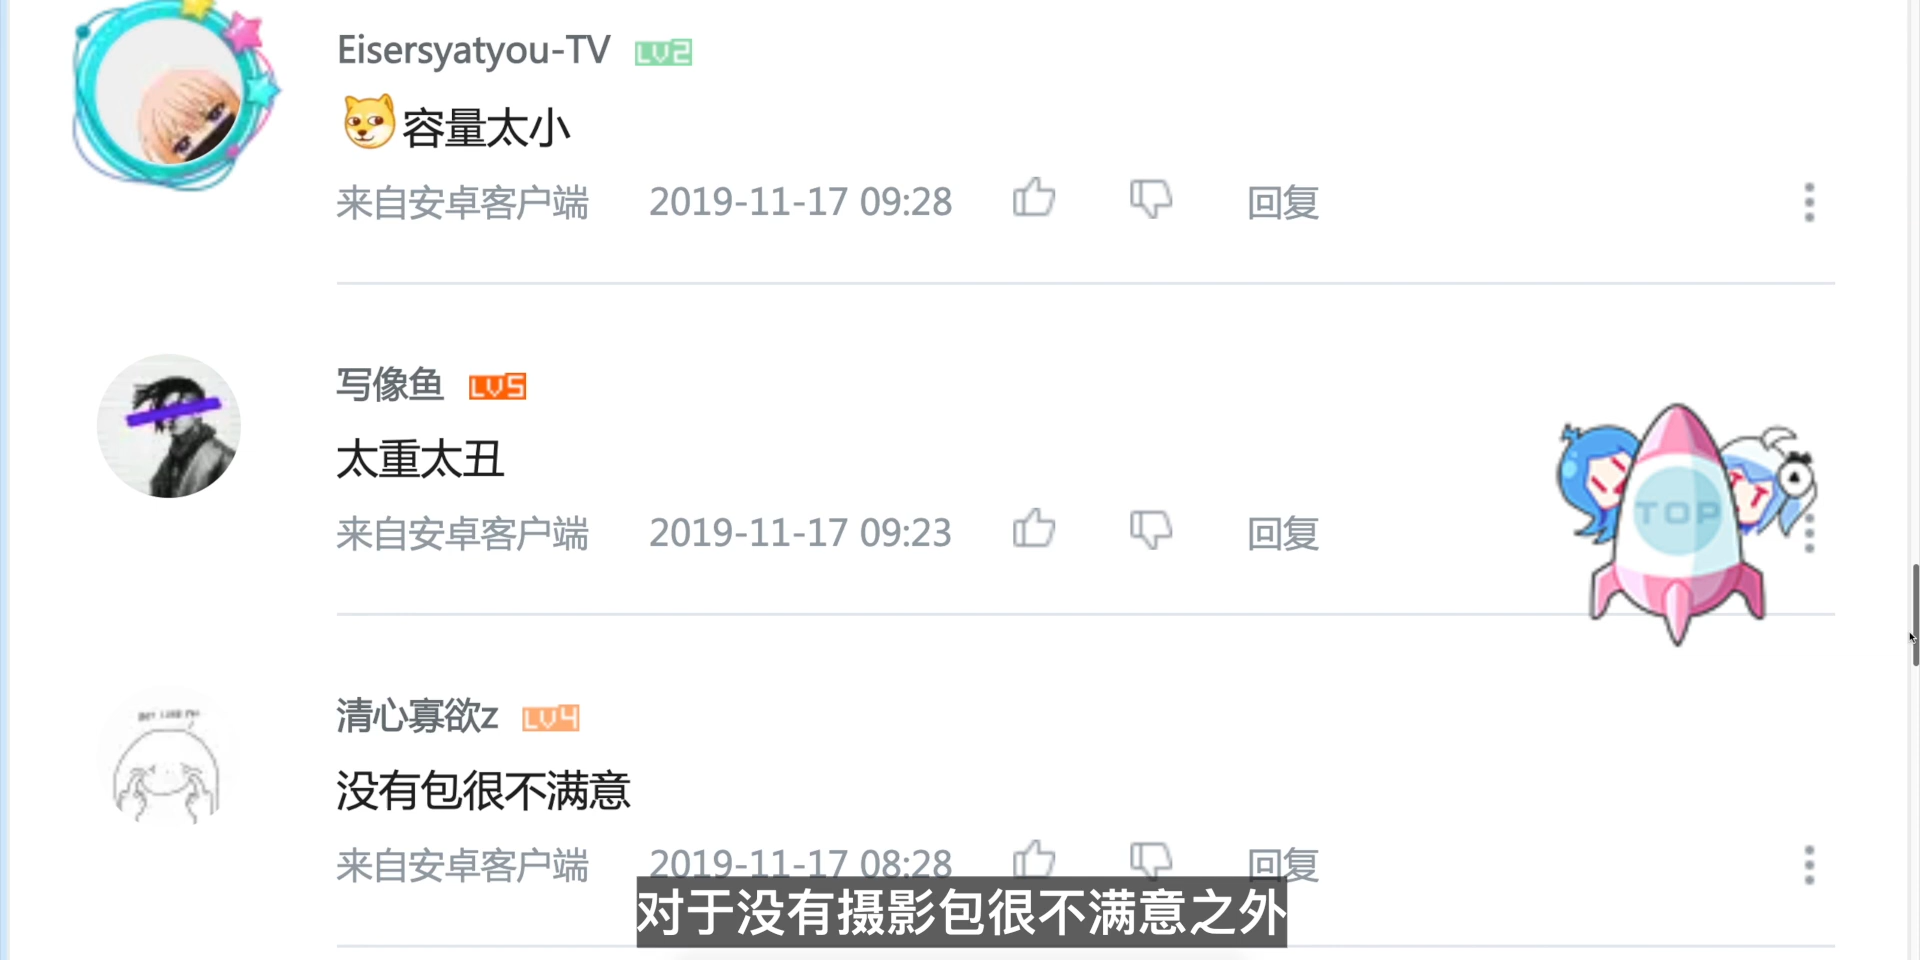 Eisersyatyou-TV LV2
容量太小
来自安卓客户端 2019-11-17 09:28 回复
写像鱼 LV5
太重太丑
来自安卓客户端 2019-11-17 09:23 回复
TOP
清心寡欲z LV4
没有包很不满意
来自安卓客户端 2019-11-17 08:28 回复
对于没有摄影包很不满意之外